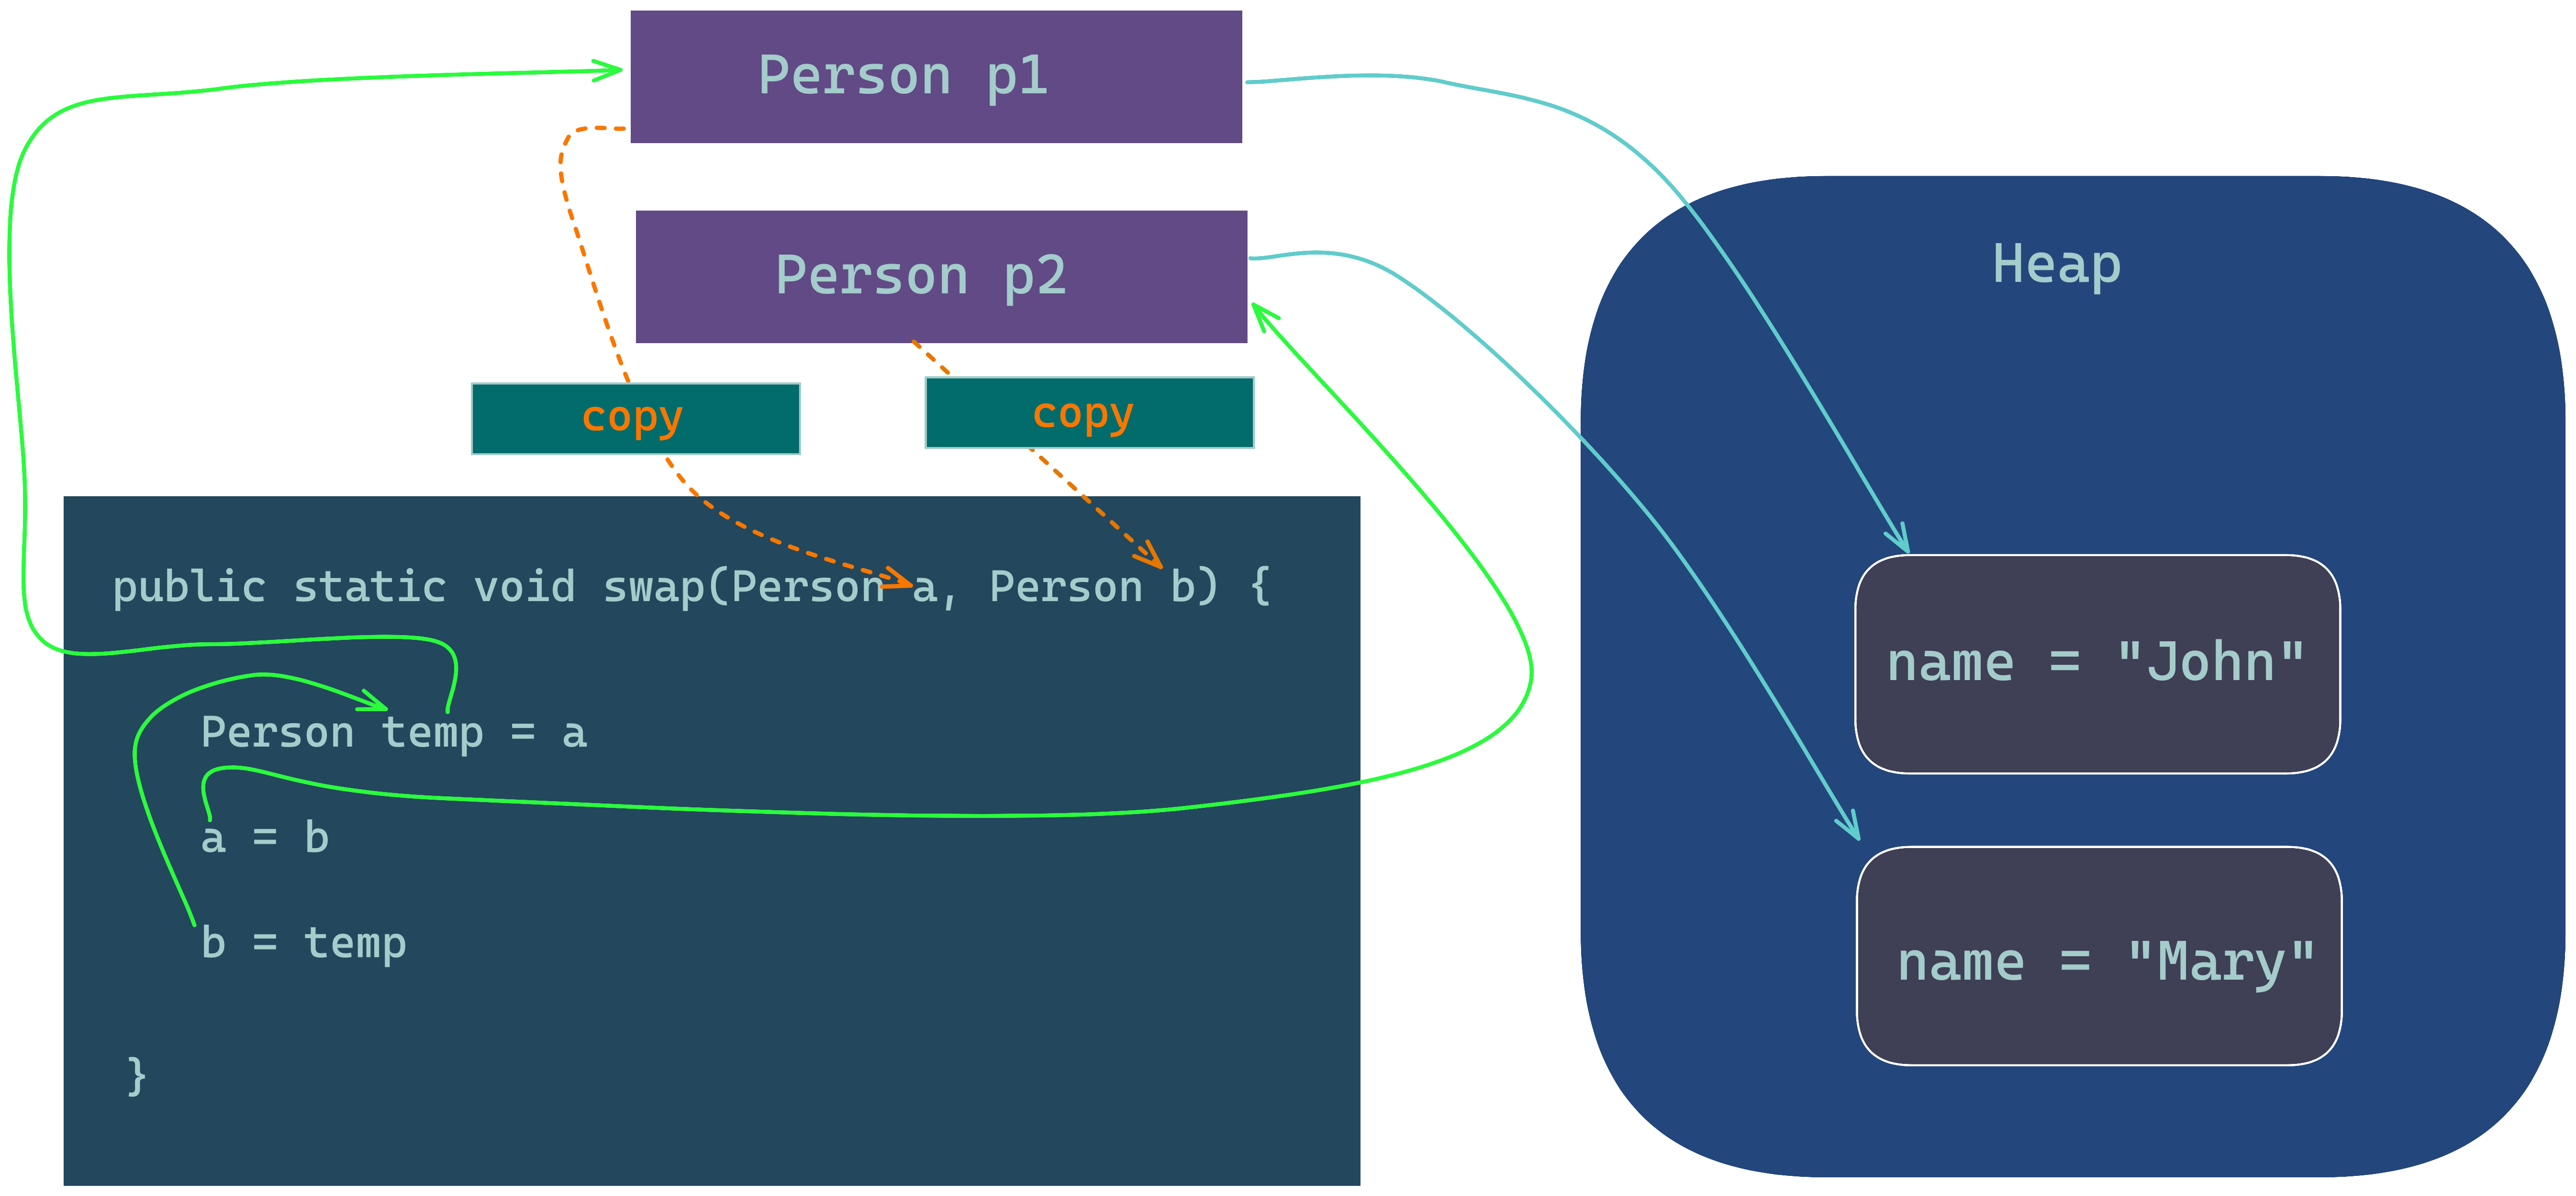 Person p1
Person p2
Heap
copy
copy
public static void swap(Person a, Person b) {
Person temp = a
a = b
b = temp
}
name = "John"
name = "Mary"